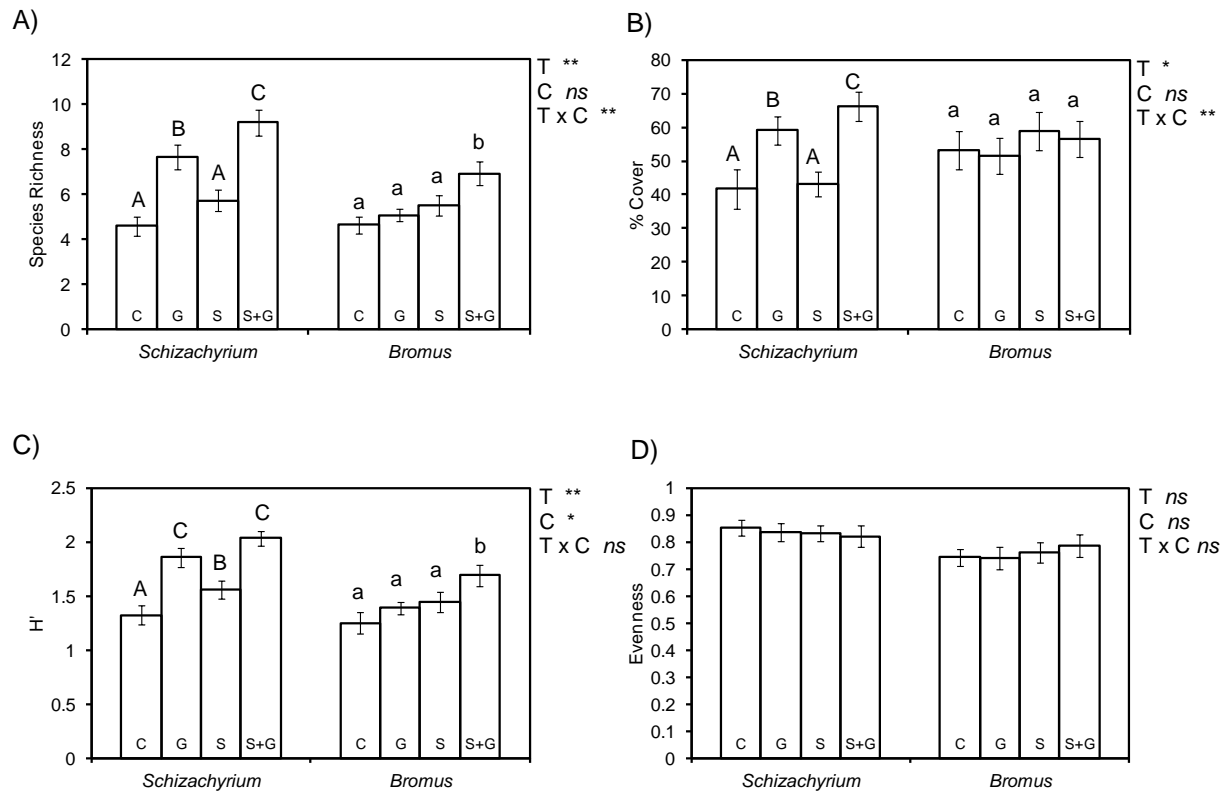 A)
12
10
8
6
4
2
0
Species Richness
A
B
A
C
a
a
a
b
C G S S+G C G S S+G
Schizachyrium Bromus
T **
C ns
T x C **
B)
80
70
60
50
40
30
20
10
0
% Cover
A
B
A
C
a
a
a
a
C G S S+G C G S S+G
Schizachyrium Bromus
T *
C ns
T x C **
C)
2.5
2
1.5
1
0.5
0
H'
A
C
B
C
a
a
a
b
C G S S+G C G S S+G
Schizachyrium Bromus
T **
C *
T x C ns
D)
1
0.9
0.8
0.7
0.6
0.5
0.4
0.3
0.2
0.1
0
Evenness
C G S S+G C G S S+G
Schizachyrium Bromus
T ns
C ns
T x C ns